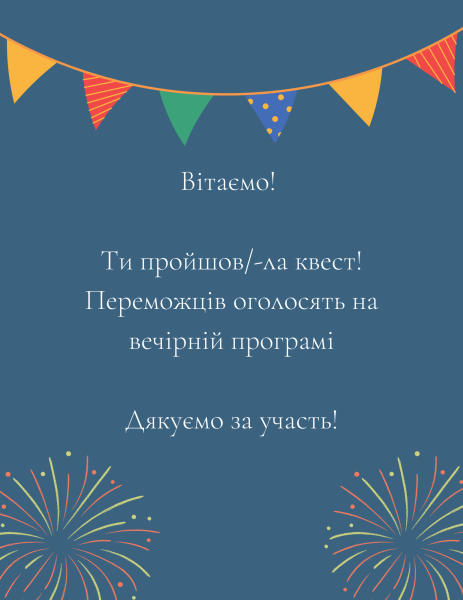 Вітаємо!
Ти пройшов/-ла квест!
Переможців оголосять на
вечірній програмі
Дякуємо за участь!